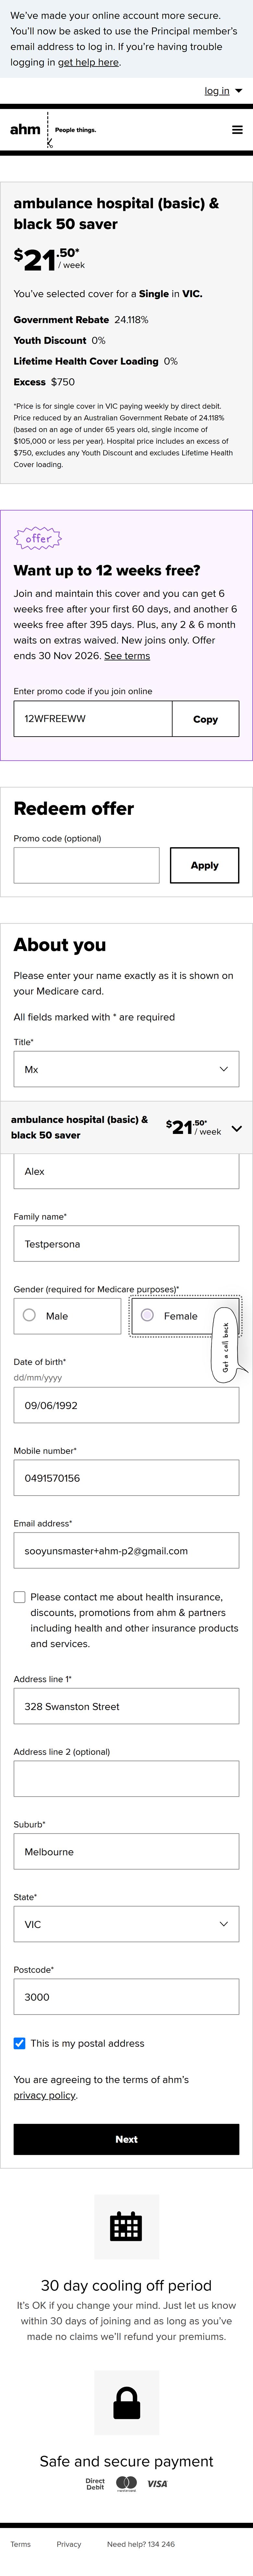 We've made your online account more secure.
You'll now be asked to use the Principal member's
email address to log in. If you're having trouble
logging in get help here.
log in
ahm People things.
ambulance hospital (basic) &
black 50 saver
$21.50*
/ week
You've selected cover for a Single in VIC.
Government Rebate 24.118%
Youth Discount 0%
Lifetime Health Cover Loading 0%
Excess $750
*Price is for single cover in VIC paying weekly by direct debit.
Price reduced by an Australian Government Rebate of 24.118%
(based on an age of under 65 years old, single income of
$105,000 or less per year). Hospital price includes an excess of
$750, excludes any Youth Discount and excludes Lifetime Health
Cover loading.
offer
Want up to 12 weeks free?
Join and maintain this cover and you can get 6
weeks free after your first 60 days, and another 6
weeks free after 395 days. Plus, any 2 & 6 month
waits on extras waived. New joins only. Offer
ends 30 Nov 2026. See terms
Enter promo code if you join online
12WFREEWW Copy
Redeem offer
Promo code (optional)
Apply
About you
Please enter your name exactly as it is shown on
your Medicare card.
All fields marked with * are required
Title*
Mx
ambulance hospital (basic) &
black 50 saver
$21.50*
/ week
Alex
Family name*
Testpersona
Gender (required for Medicare purposes)*
Male Female
Get a call back
Date of birth*
dd/mm/yyyy
09/06/1992
Mobile number*
0491570156
Email address*
sooyunsmaster+ahm-p2@gmail.com
Please contact me about health insurance,
discounts, promotions from ahm & partners
including health and other insurance products
and services.
Address line 1*
328 Swanston Street
Address line 2 (optional)
Suburb*
Melbourne
State*
VIC
Postcode*
3000
This is my postal address
You are agreeing to the terms of ahm's
privacy policy.
Next
30 day cooling off period
It's OK if you change your mind. Just let us know
within 30 days of joining and as long as you've
made no claims we'll refund your premiums.
Safe and secure payment
Direct
Debit
VISA
Terms Privacy Need help? 134 246